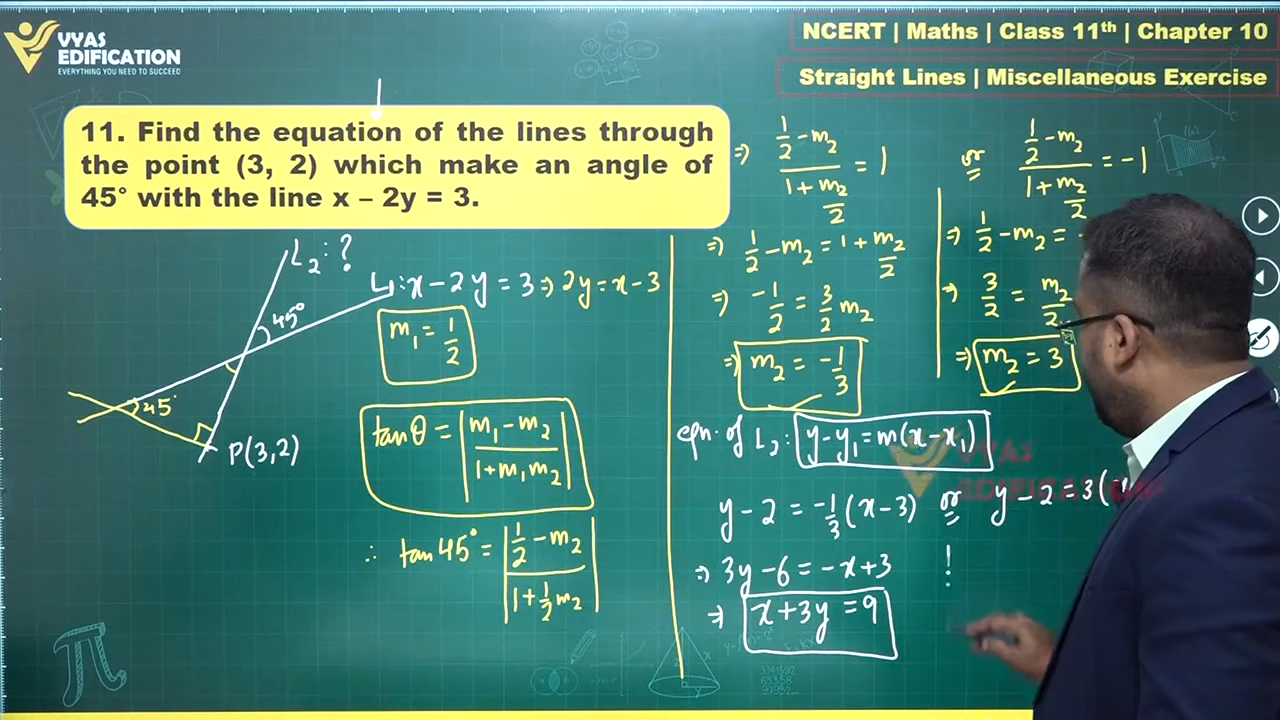 VYAS
EDIFICATION
EVERYTHING YOU NEED TO SUCCEED
NCERT | Maths | Class 11th | Chapter 10
Straight Lines | Miscellaneous Exercise
11. Find the equation of the lines through
the point (3, 2) which make an angle of
45° with the line x – 2y = 3.
L₂ : ?
L₁ : x - 2y = 3 ⇒ 2y = x - 3
45°
m₁ = 1/2
45°
P(3,2)
tan θ = |(m₁ - m₂)/(1 + m₁m₂)|
∴ tan 45° = |(1/2 - m₂)/(1 + 1/2 m₂)|
⇒ (1/2 - m₂)/(1 + m₂/2) = 1
⇒ 1/2 - m₂ = 1 + m₂/2
⇒ -1/2 = 3/2 m₂
⇒ m₂ = -1/3
or (1/2 - m₂)/(1 + m₂/2) = -1
⇒ 1/2 - m₂ =
⇒ 3/2 = m₂/2
⇒ m₂ = 3
eqn. of L₂ : y - y₁ = m(x - x₁)
y - 2 = -1/3 (x - 3) or y - 2 = 3(
⇒ 3y - 6 = -x + 3
⇒ x + 3y = 9
VYAS
EDIFICATION